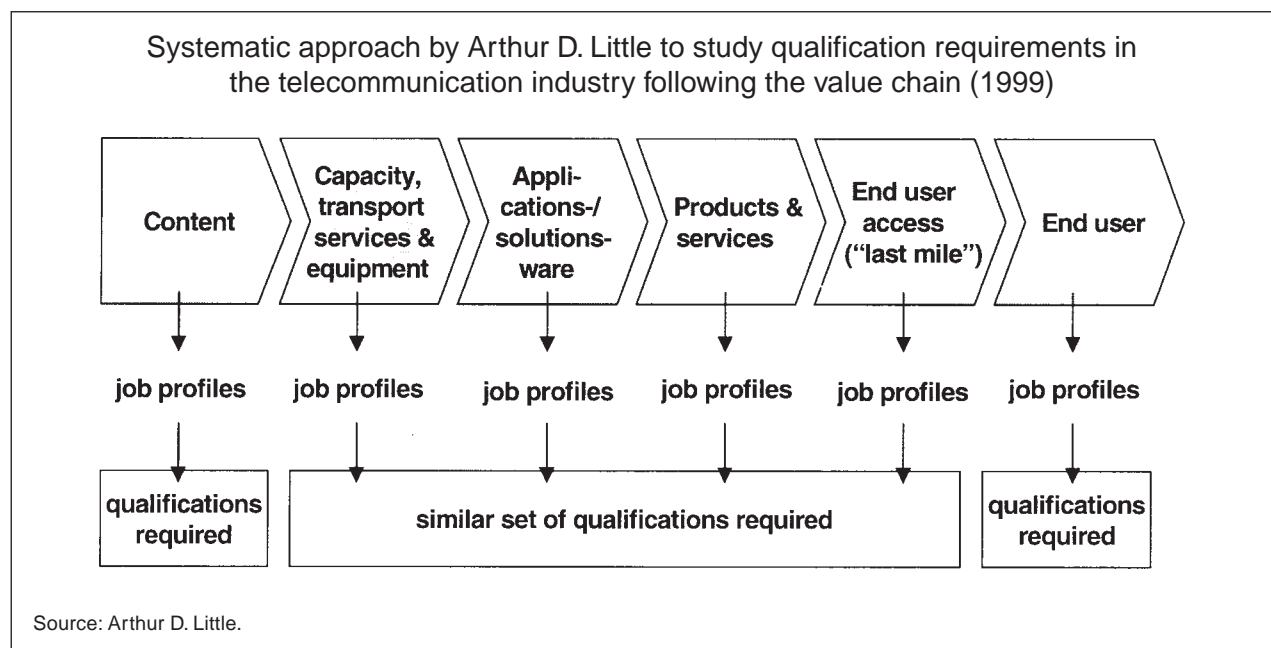 Systematic approach by Arthur D. Little to study qualification requirements in
the telecommunication industry following the value chain (1999)
Content
Capacity,
transport
services &
equipment
Appli-
cations-/
solutions-
ware
Products &
services
End user
access
(“last mile”)
End user
job profiles
job profiles
job profiles
job profiles
job profiles
job profiles
qualifications
required
similar set of qualifications required
qualifications
required
Source: Arthur D. Little.